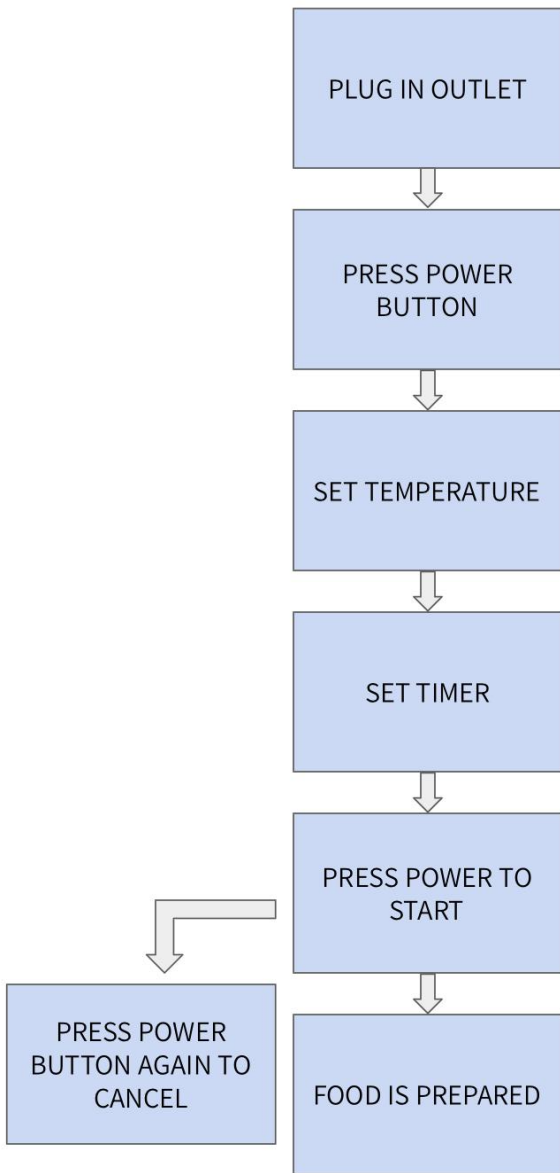 PLUG IN OUTLET
PRESS POWER
BUTTON
SET TEMPERATURE
SET TIMER
PRESS POWER TO
START
PRESS POWER
BUTTON AGAIN TO
CANCEL
FOOD IS PREPARED